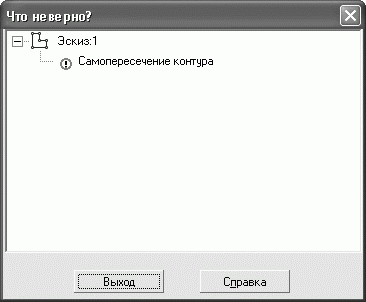 Что неверно?
Эскиз:1
Самопересечение контура
Выход
Справка